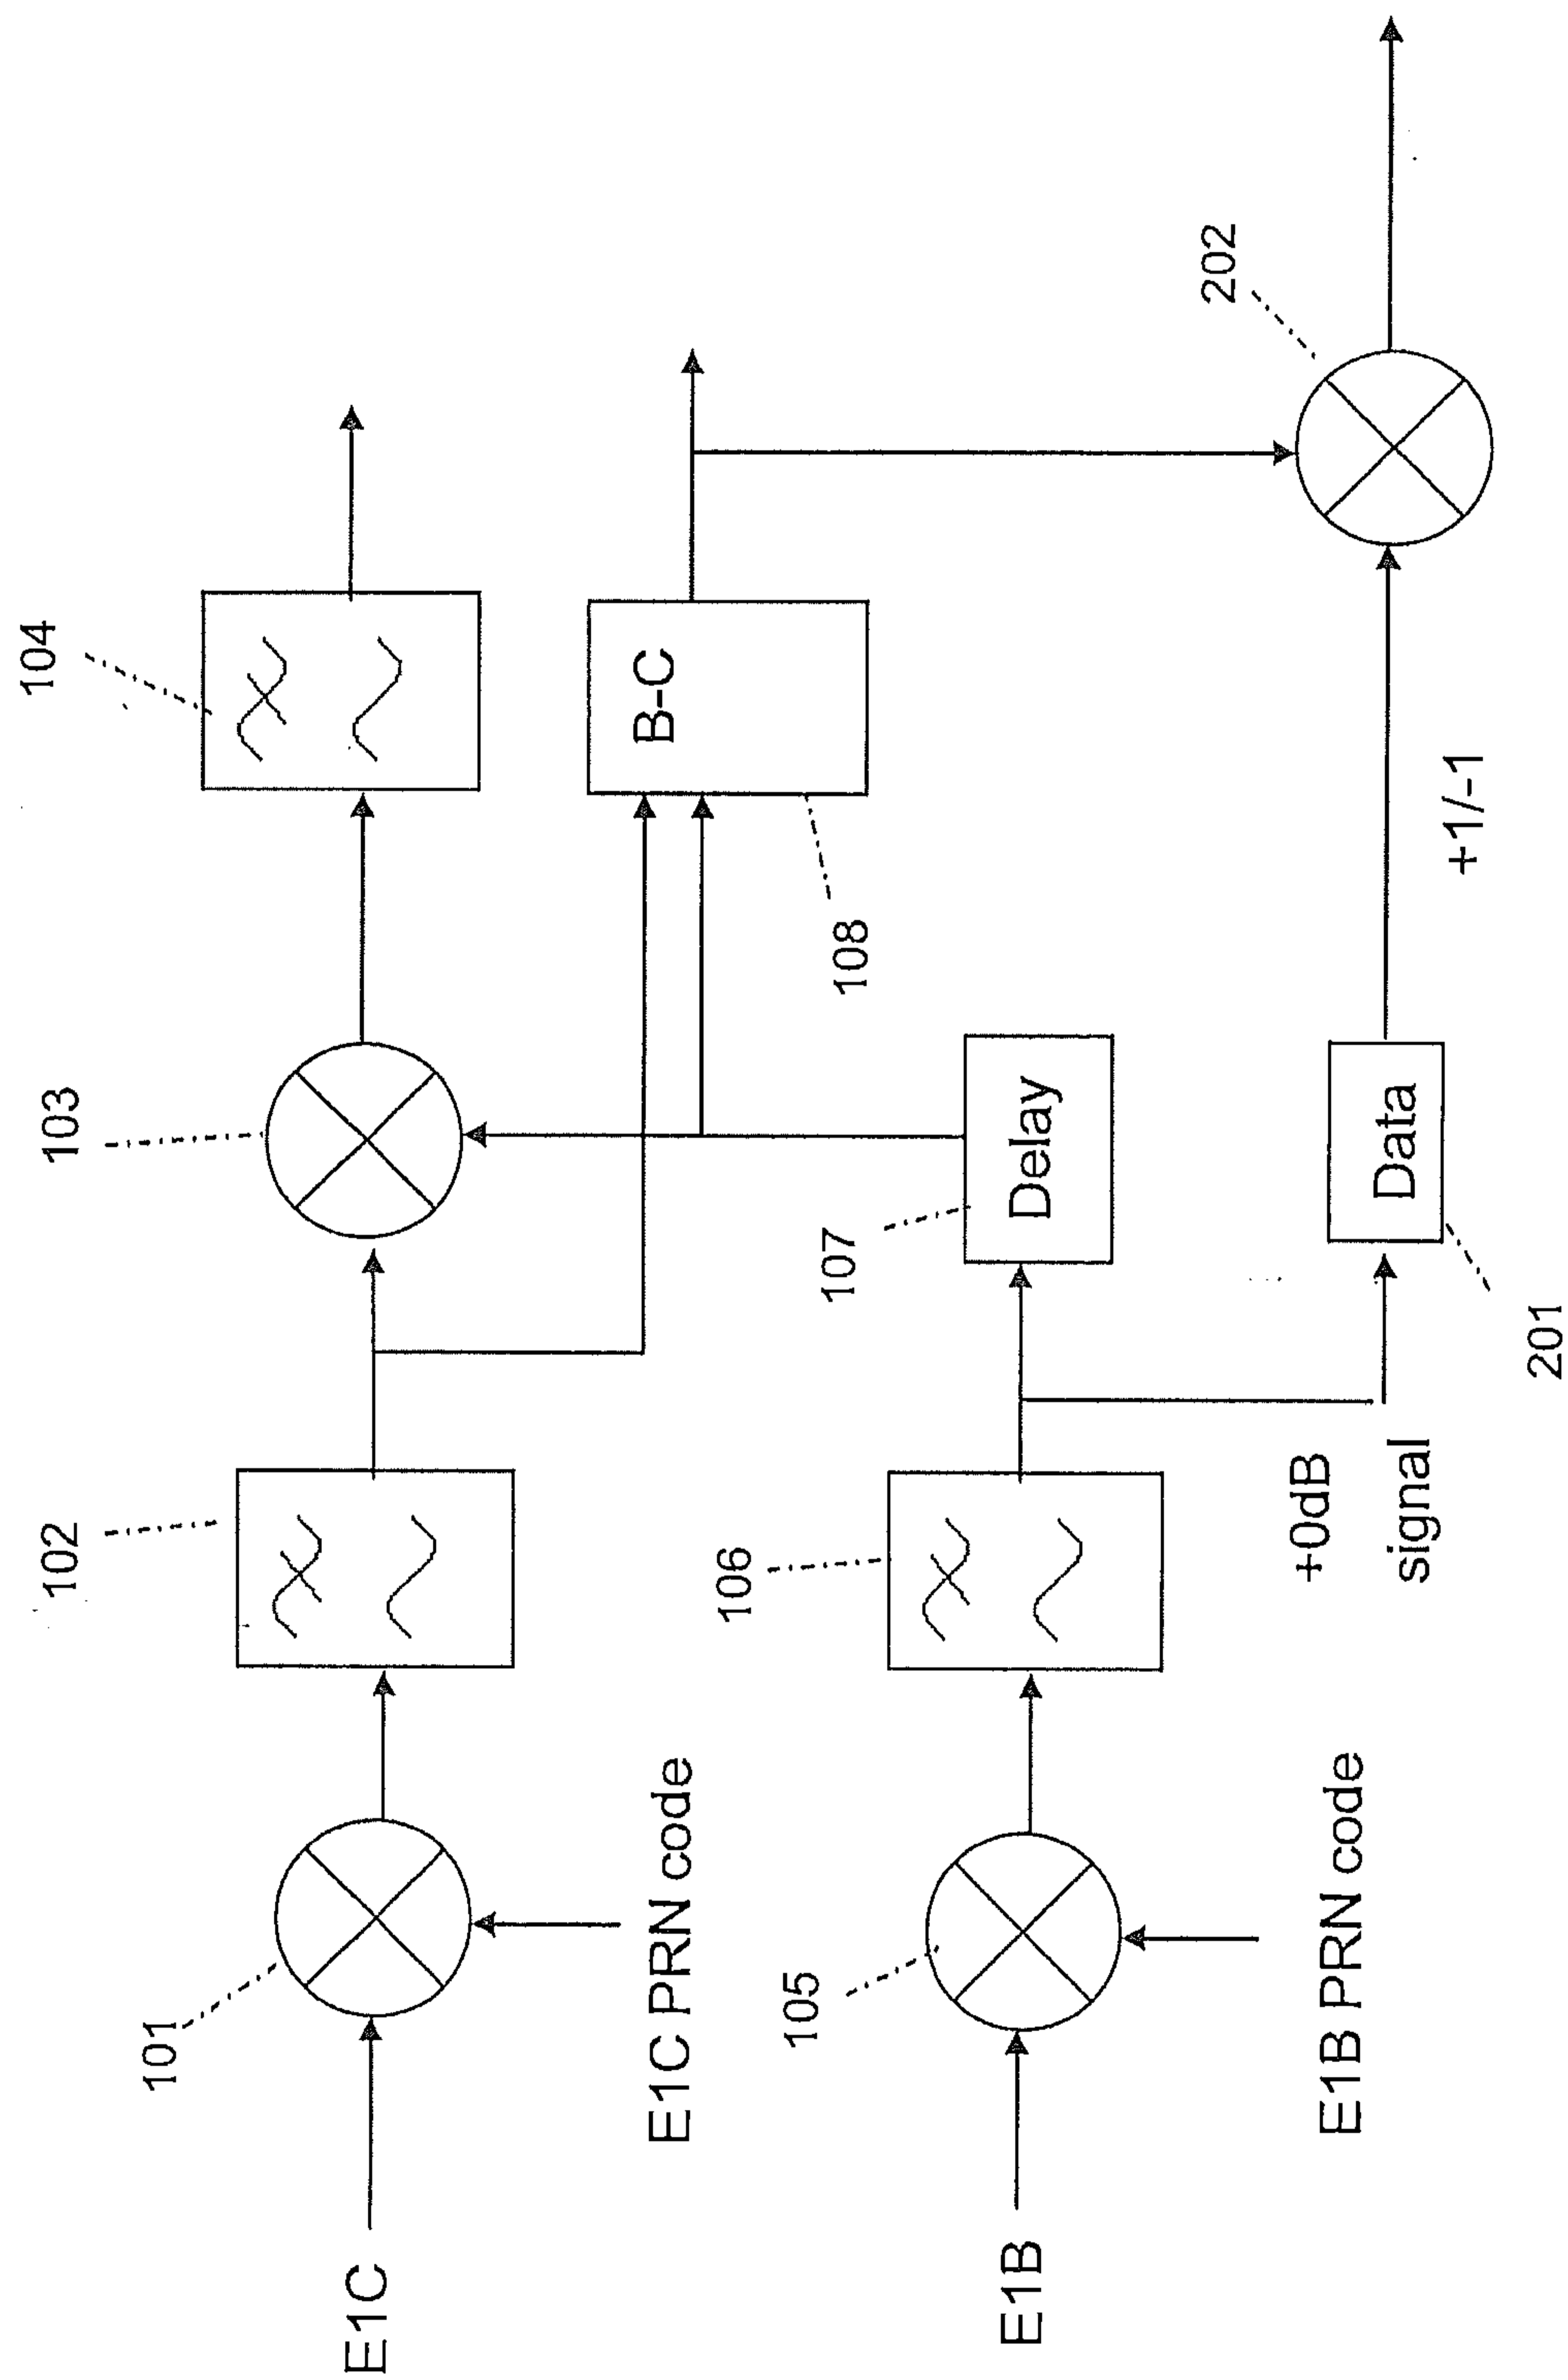 104
103
102
101
E1C
E1C PRN code
B-C
108
202
106
107
Delay
105
E1B
E1B PRN code
+0dB
signal
Data
201
+1/-1